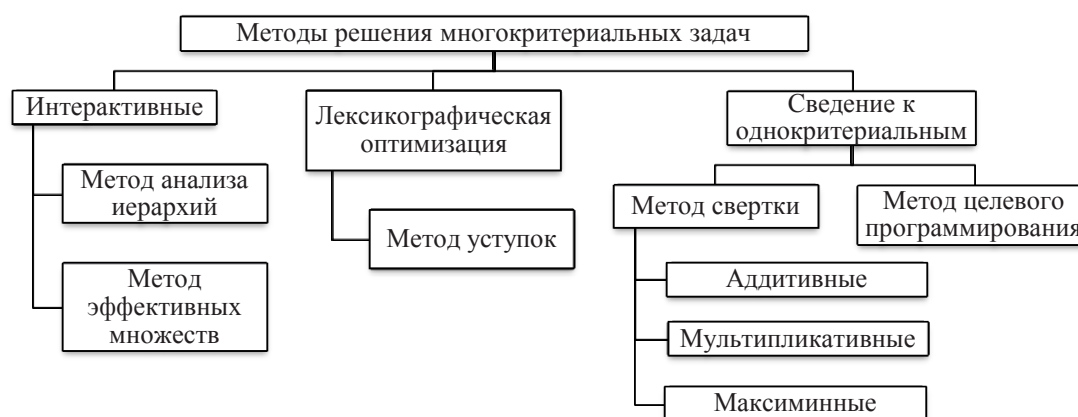 Методы решения многокритериальных задач
Интерактивные
Метод анализа
иерархий
Метод
эффективных
множеств
Лексикографическая
оптимизация
Метод уступок
Сведение к
однокритериальным
Метод свертки
Аддитивные
Мультипликативные
Максиминные
Метод целевого
программирования